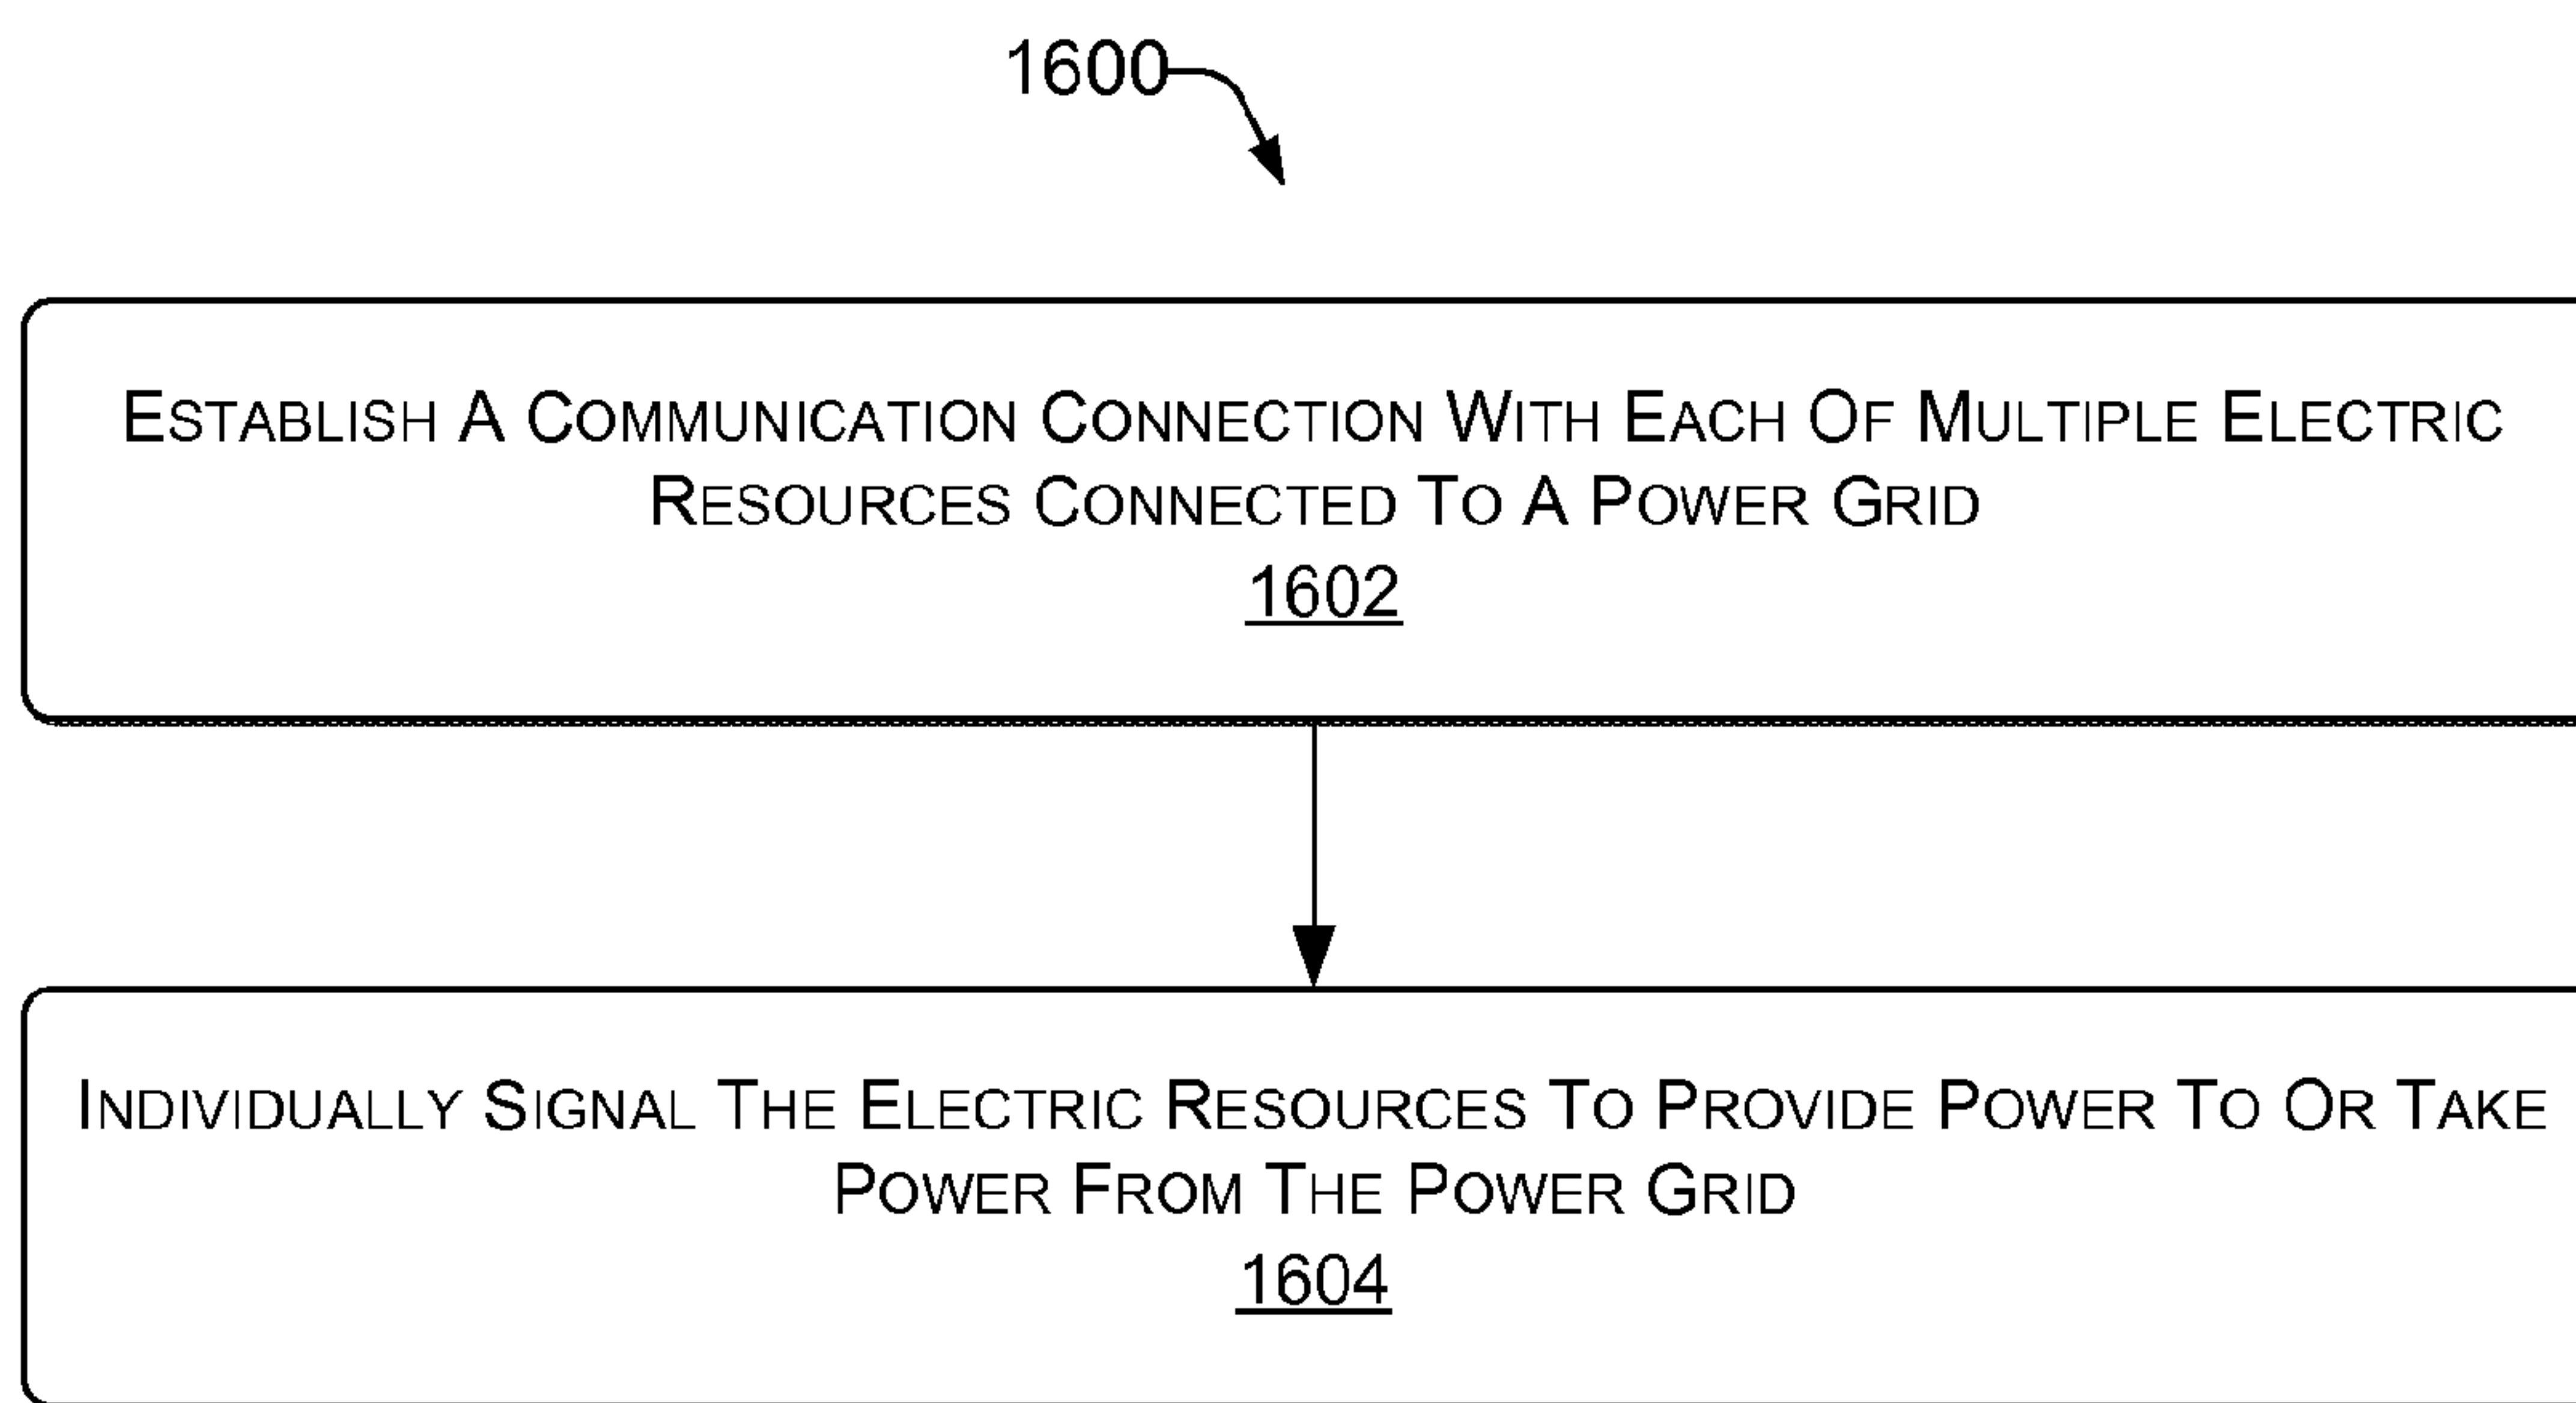 1600
ESTABLISH A COMMUNICATION CONNECTION WITH EACH OF MULTIPLE ELECTRIC
RESOURCES CONNECTED TO A POWER GRID
1602
INDIVIDUALLY SIGNAL THE ELECTRIC RESOURCES TO PROVIDE POWER TO OR TAKE
POWER FROM THE POWER GRID
1604